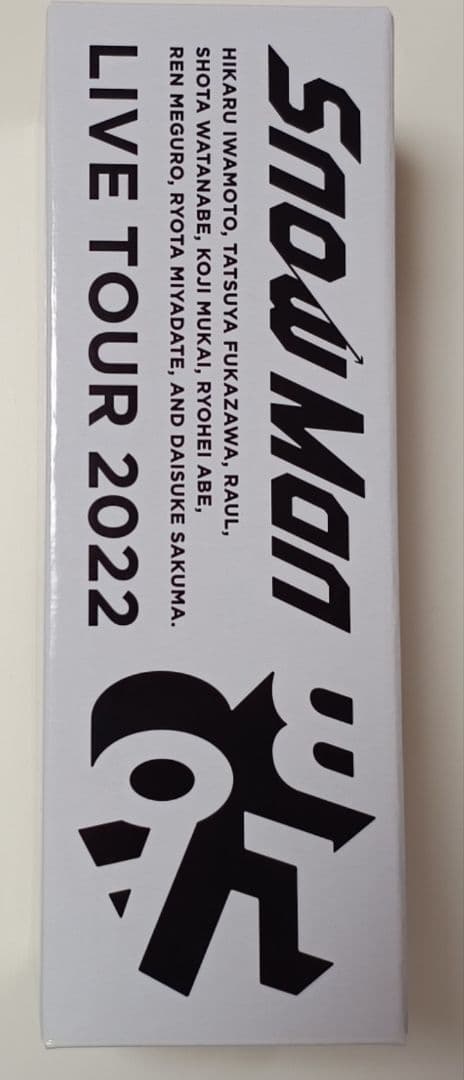 Snow Man
HIKARU IWAMOTO, TATSUYA FUKAZAWA, RAUL,
SHOTA WATANABE, KOJI MUKAI, RYOHEI ABE,
REN MEGURO, RYOTA MIYADATE, AND DAISUKE SAKUMA.
LIVE TOUR 2022